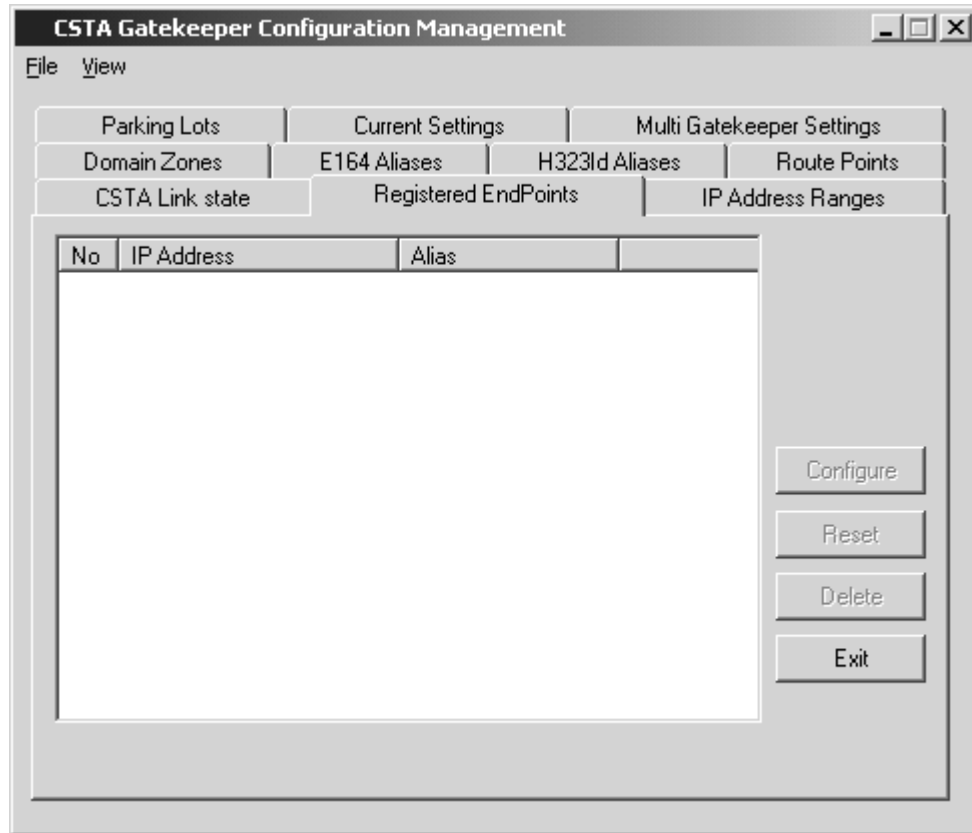 CSTA Gatekeeper Configuration Management
File View
Parking Lots Current Settings Multi Gatekeeper Settings
Domain Zones E164 Aliases H323Id Aliases Route Points
CSTA Link state Registered EndPoints IP Address Ranges
No IP Address Alias
Configure
Reset
Delete
Exit